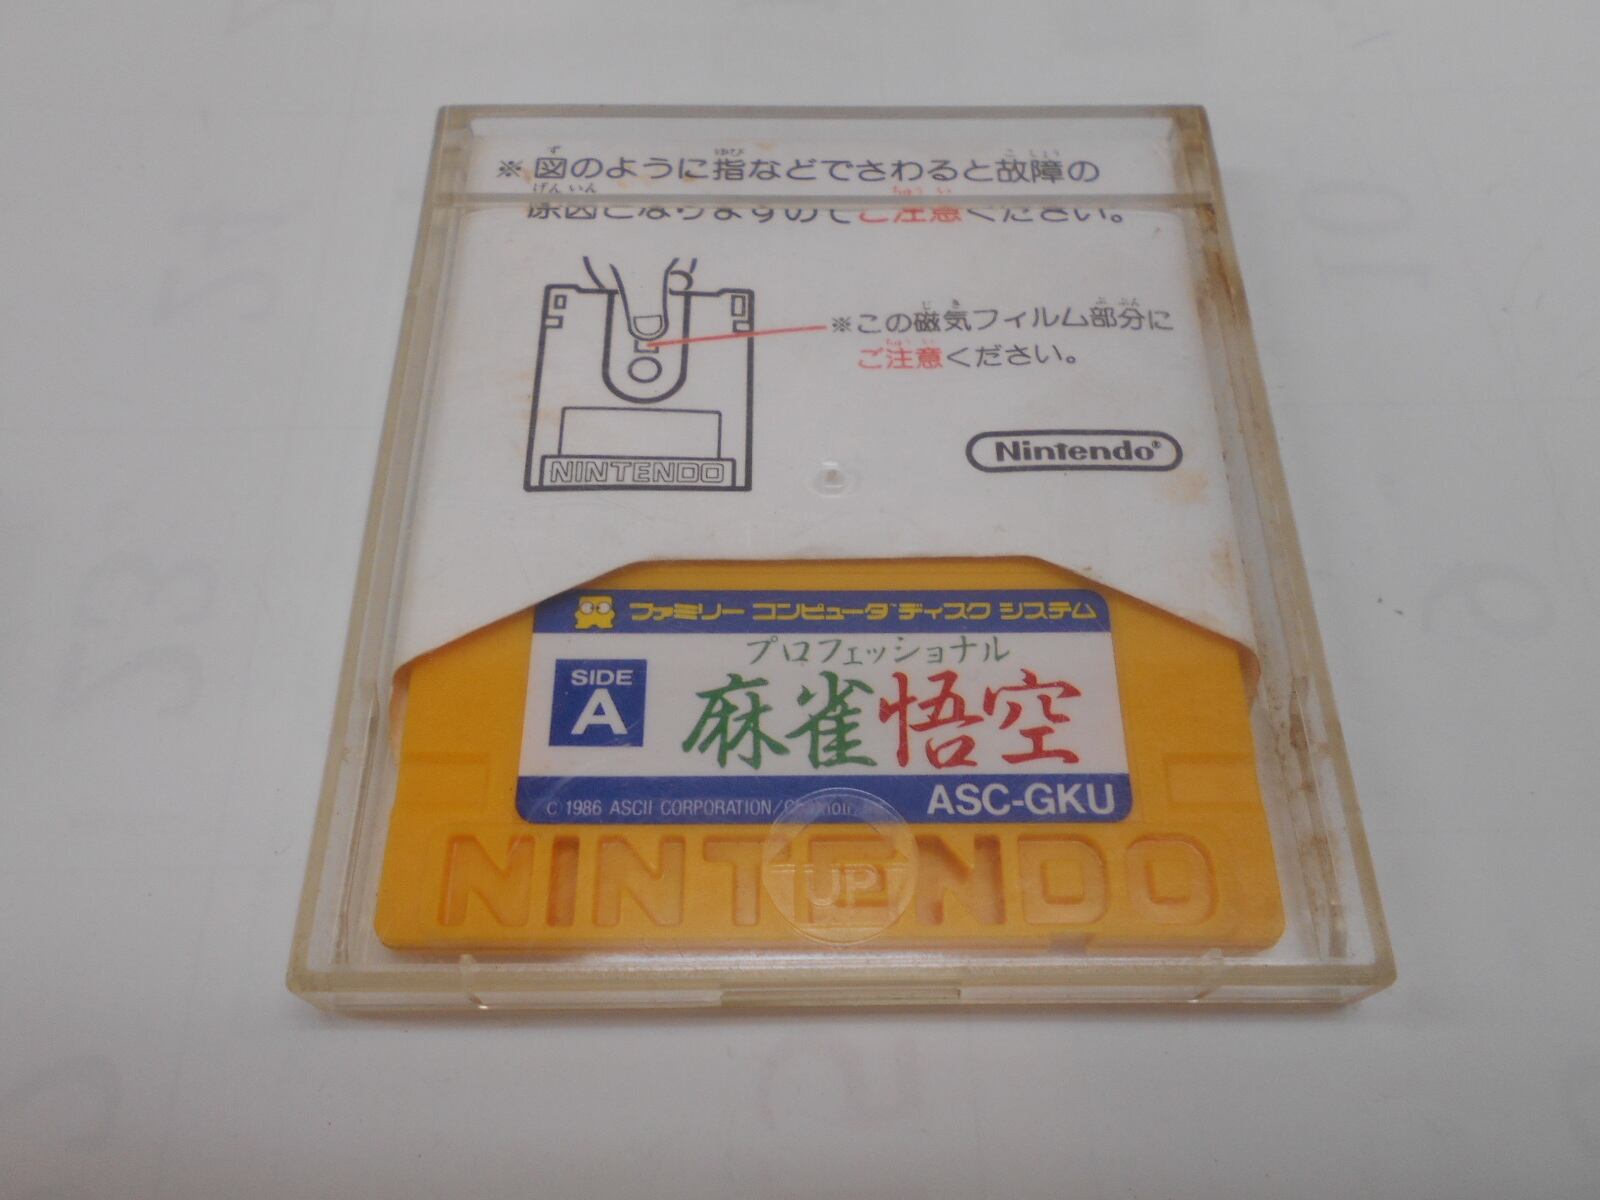 ※図のように指などでさわると故障の
原因となりますのでご注意ください。
※この磁気フィルム部分に
ご注意ください。
NINTENDO
Nintendo®
ファミリー コンピュータ™ ディスク システム
プロフェッショナル
SIDE
A
麻雀悟空
© 1986 ASCII CORPORATION/
ASC-GKU
NINTENDO
UP